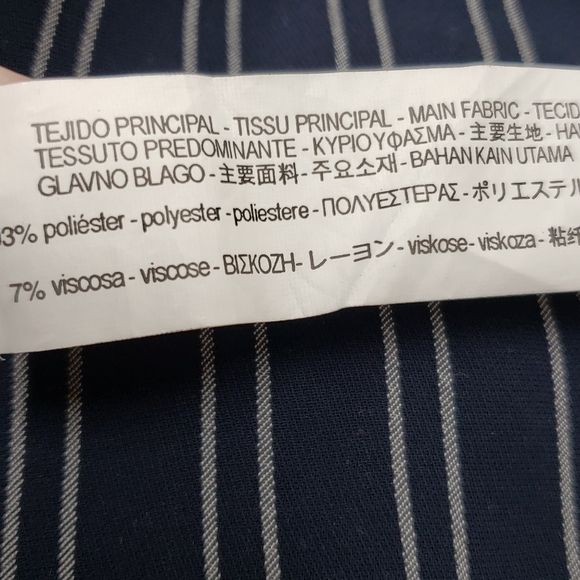 TEJIDO PRINCIPAL - TISSU PRINCIPAL - MAIN FABRIC - TECID
TESSUTO PREDOMINANTE - ΚΥΡΙΟ ΥΦΑΣΜΑ - 主要生地 - HA
GLAVNO BLAGO - 主要面料 - 주요소재 - BAHAN KAIN UTAMA
3% poliéster - polyester - poliestere - ΠΟΛΥΕΣΤΕΡΑΣ - ポリエステル
7% viscosa - viscose - ΒΙΣΚΟΖΗ - レーヨン - viskose - viskoza - 粘纤